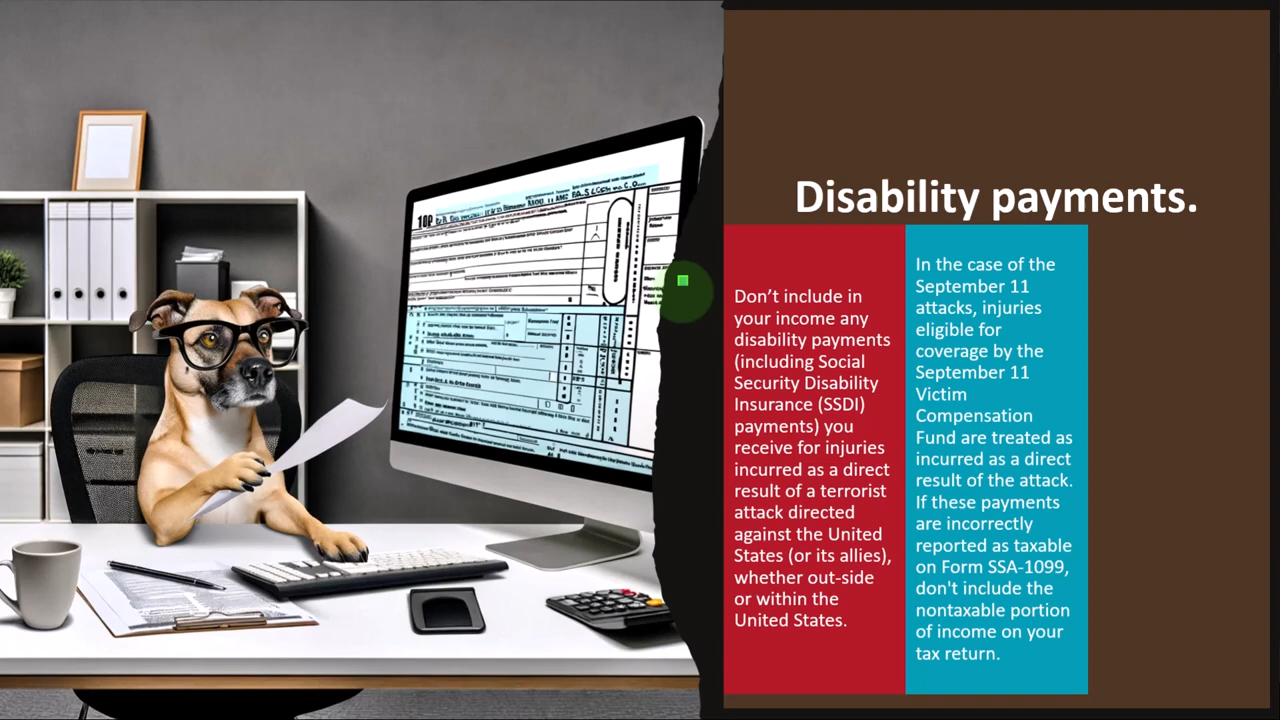 Disability payments.
Don’t include in
your income any
disability payments
(including Social
Security Disability
Insurance (SSDI)
payments) you
receive for injuries
incurred as a direct
result of a terrorist
attack directed
against the United
States (or its allies),
whether out-side
or within the
United States.
In the case of the
September 11
attacks, injuries
eligible for
coverage by the
September 11
Victim
Compensation
Fund are treated as
incurred as a direct
result of the attack.
If these payments
are incorrectly
reported as taxable
on Form SSA-1099,
don't include the
nontaxable portion
of income on your
tax return.